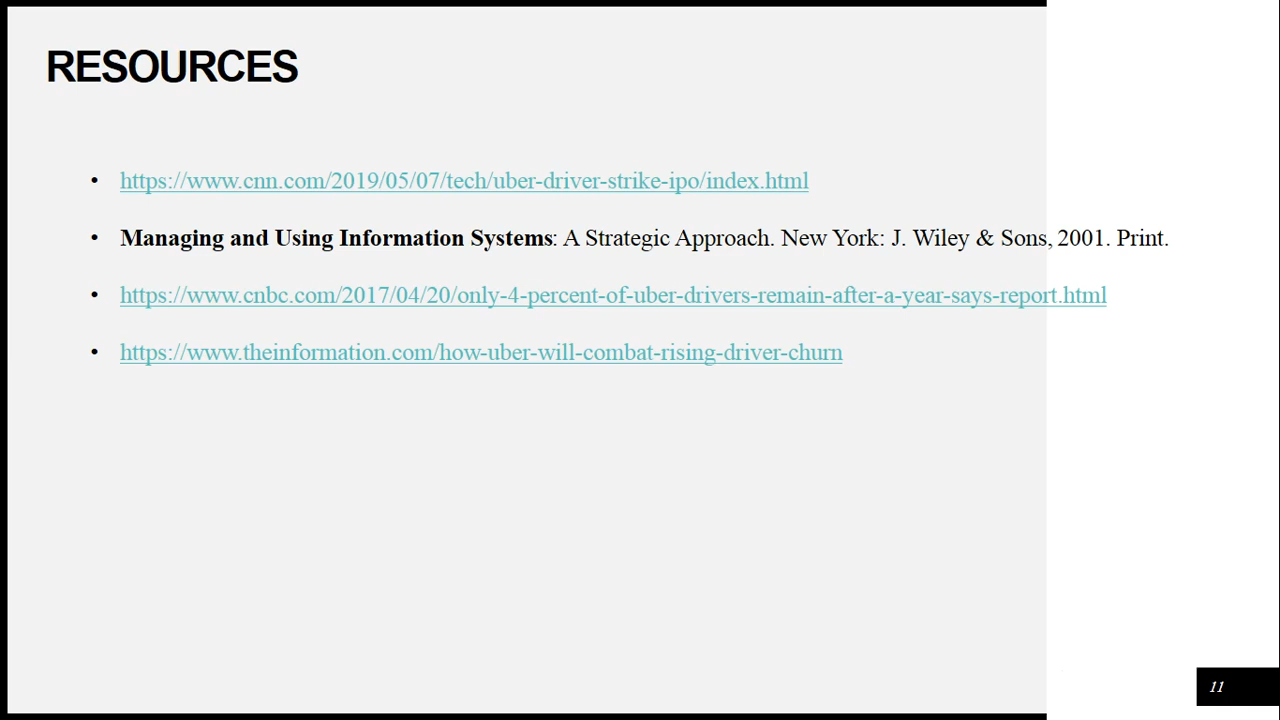 RESOURCES
• https://www.cnn.com/2019/05/07/tech/uber-driver-strike-ipo/index.html
• Managing and Using Information Systems: A Strategic Approach. New York: J. Wiley & Sons, 2001. Print.
• https://www.cnbc.com/2017/04/20/only-4-percent-of-uber-drivers-remain-after-a-year-says-report.html
• https://www.theinformation.com/how-uber-will-combat-rising-driver-churn
11